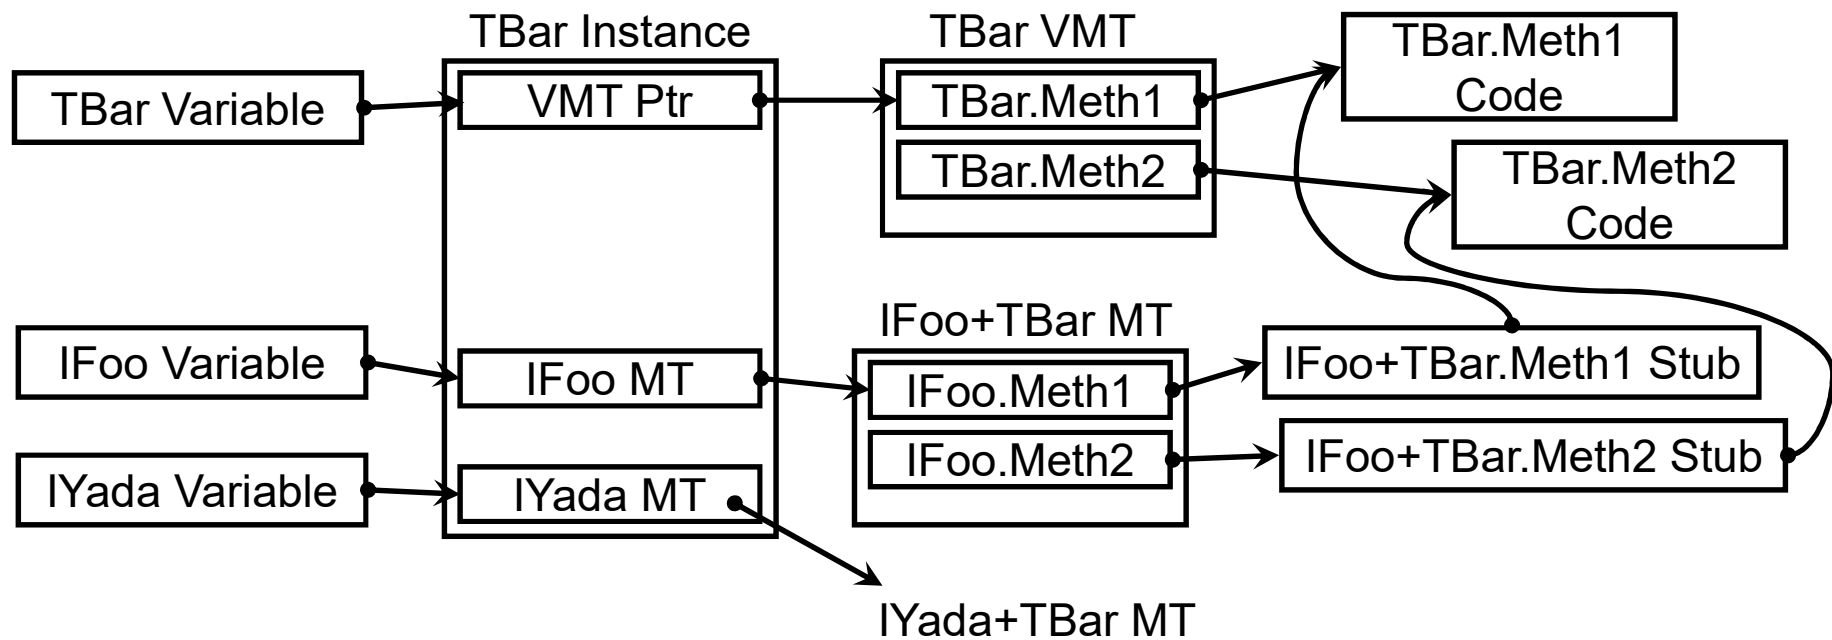 TBar Instance
TBar VMT
TBar.Meth1
Code
TBar Variable
VMT Ptr
TBar.Meth1
TBar.Meth2
TBar.Meth2
Code
IFoo+TBar MT
IFoo Variable
IFoo MT
IFoo.Meth1
IFoo+TBar.Meth1 Stub
IFoo.Meth2
IFoo+TBar.Meth2 Stub
IYada Variable
IYada MT
IYada+TBar MT